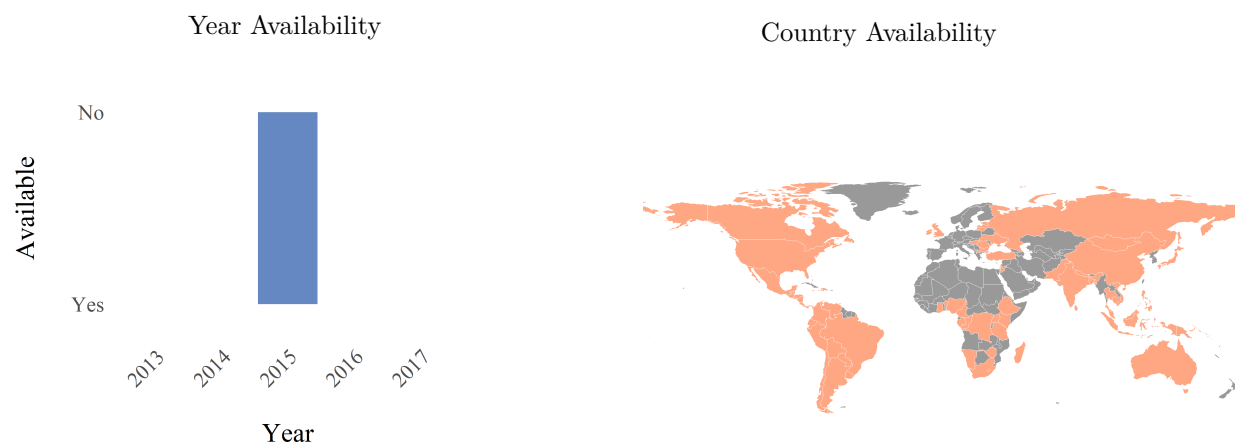 Year Availability
Country Availability
No
Available
Yes
2013
2014
2015
2016
2017
Year